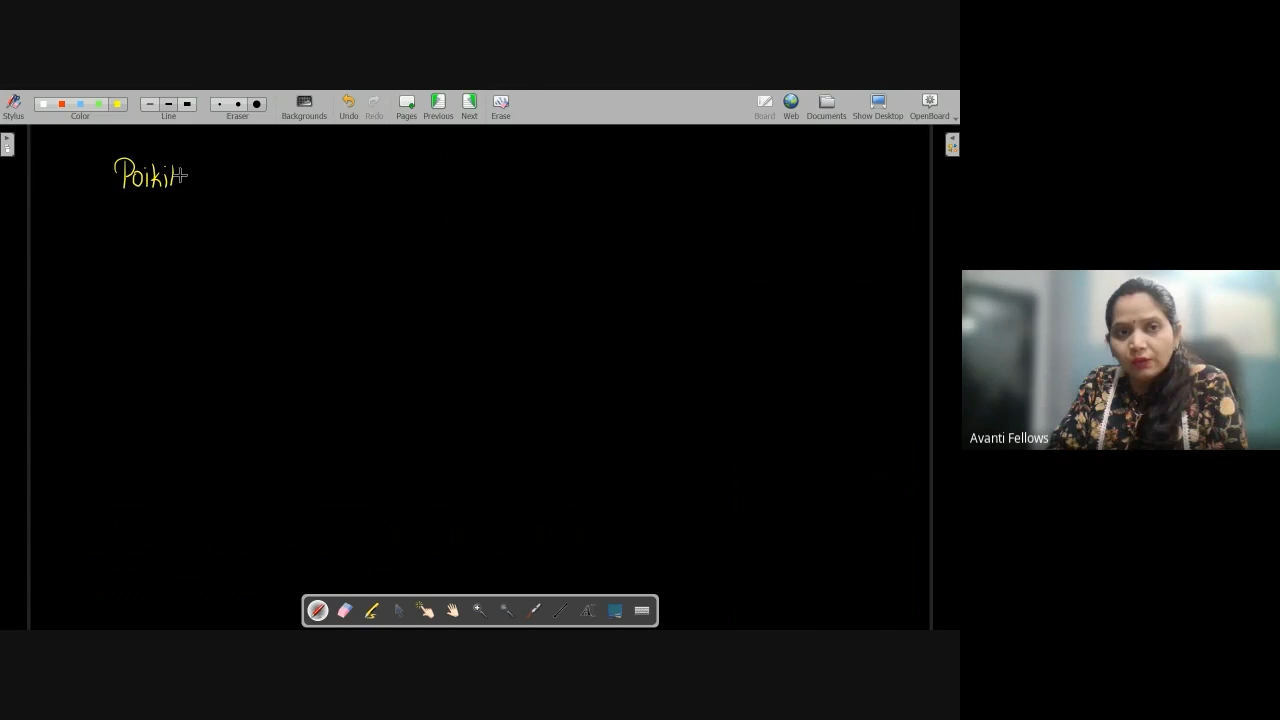 Stylus
Color
Line
Eraser
Backgrounds
Undo
Redo
Pages
Previous
Next
Erase
Board
Web
Documents
Show Desktop
OpenBoard
Poikil
Avanti Fellows